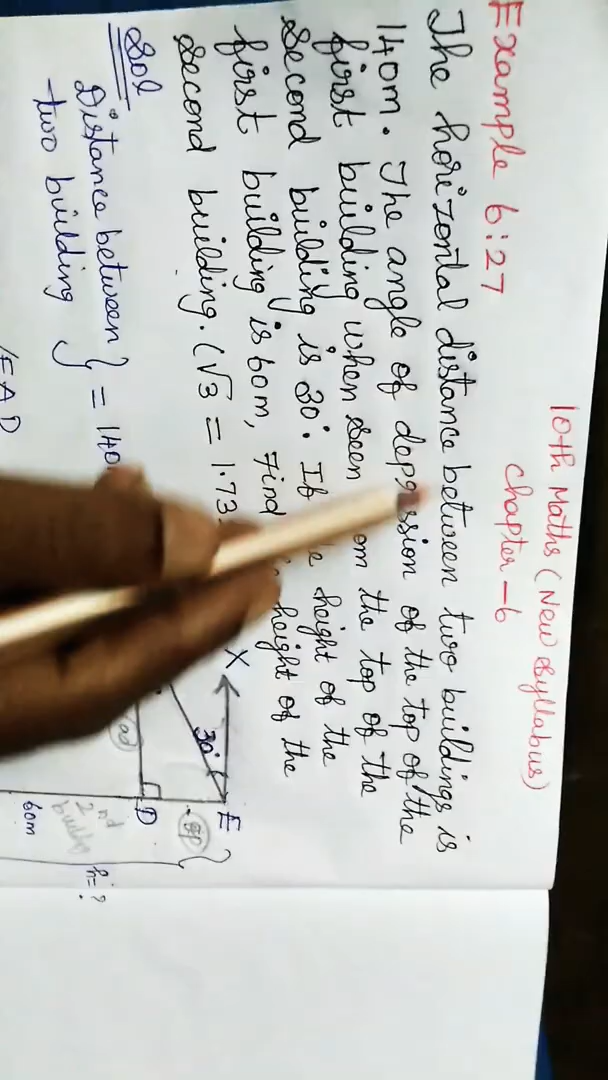 10th Maths (New Syllabus)
chapter - 6
Example 6:27
The horizontal distance between two buildings is
140m. The angle of depression of the top of the
first building when seen the top of the
second building is 30°. If height of the
first building is 60m, Find height of the
second building. (√3 = 1.73
Sol
Distance between
two building } = 140
X
E
30°
D
2nd
h=?
60m
EAD